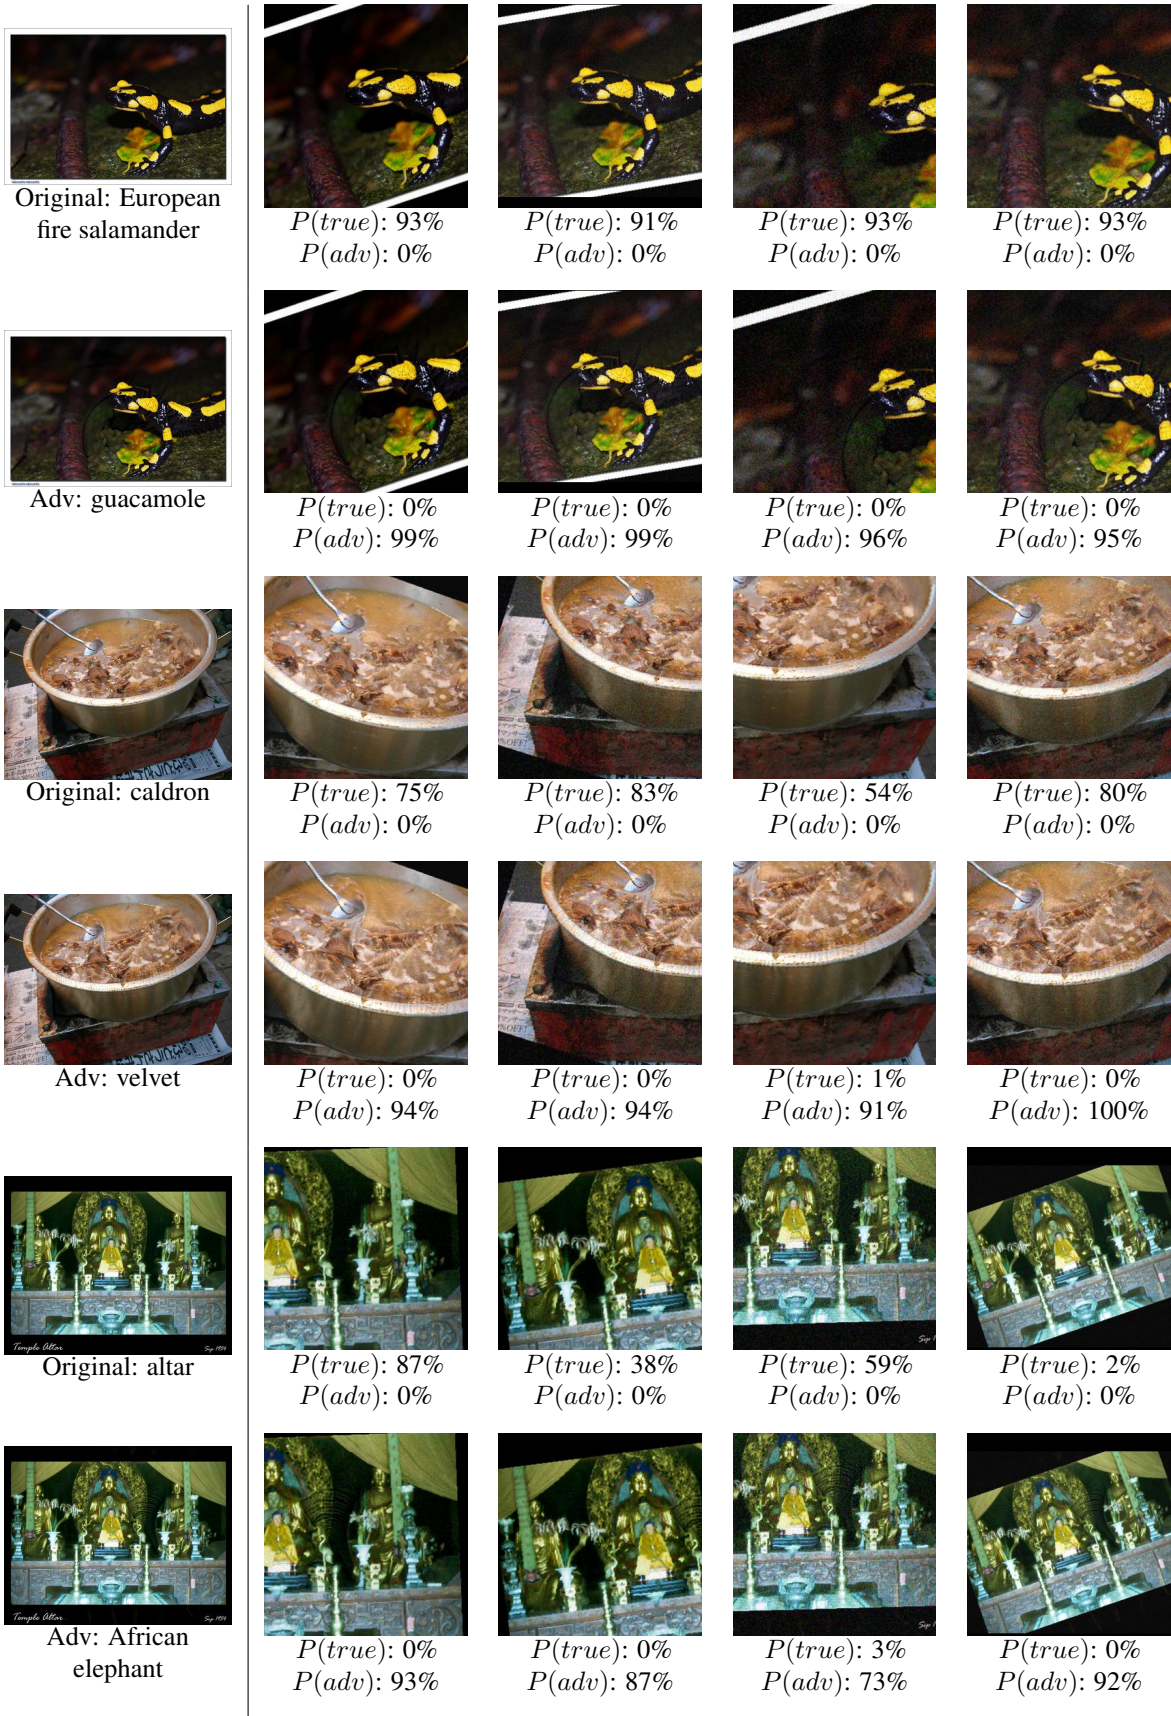 Original: European
fire salamander
P(true): 93%
P(adv): 0%
P(true): 91%
P(adv): 0%
P(true): 93%
P(adv): 0%
P(true): 93%
P(adv): 0%
Adv: guacamole
P(true): 0%
P(adv): 99%
P(true): 0%
P(adv): 99%
P(true): 0%
P(adv): 96%
P(true): 0%
P(adv): 95%
Original: caldron
P(true): 75%
P(adv): 0%
P(true): 83%
P(adv): 0%
P(true): 54%
P(adv): 0%
P(true): 80%
P(adv): 0%
Adv: velvet
P(true): 0%
P(adv): 94%
P(true): 0%
P(adv): 94%
P(true): 1%
P(adv): 91%
P(true): 0%
P(adv): 100%
Temple Altar
Sep 1959
Original: altar
P(true): 87%
P(adv): 0%
P(true): 38%
P(adv): 0%
P(true): 59%
P(adv): 0%
P(true): 2%
P(adv): 0%
Temple Altar
Sep 1959
Adv: African
elephant
P(true): 0%
P(adv): 93%
P(true): 0%
P(adv): 87%
P(true): 3%
P(adv): 73%
P(true): 0%
P(adv): 92%